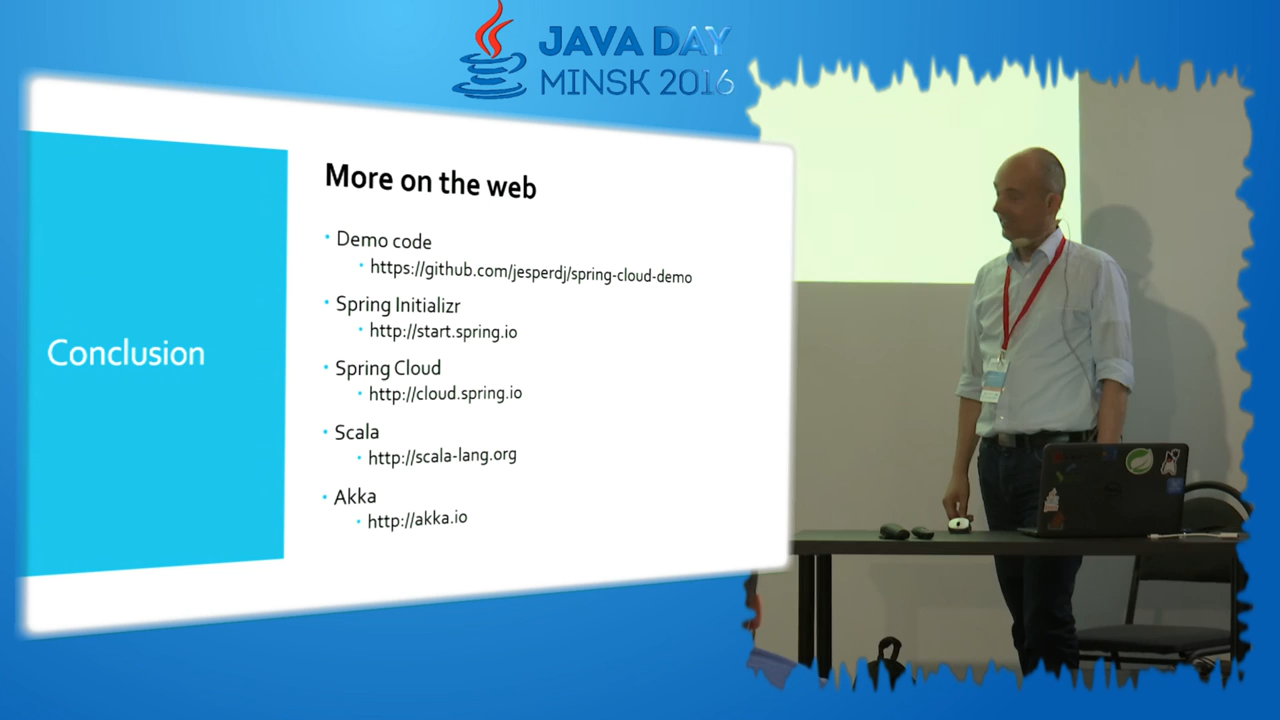 JAVA DAY
MINSK 2016
Conclusion
More on the web
Demo code
https://github.com/jesperdj/spring-cloud-demo
Spring Initializr
http://start.spring.io
Spring Cloud
http://cloud.spring.io
Scala
http://scala-lang.org
Akka
http://akka.io